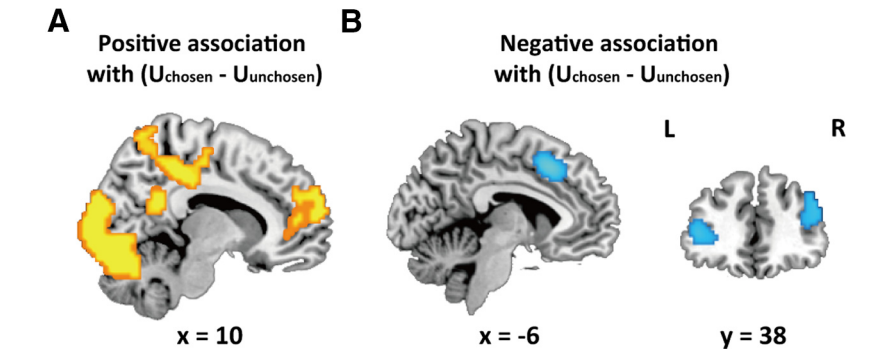 A
Positive association
with (Uchosen - Uunchosen)
B
Negative association
with (Uchosen - Uunchosen)
L
R
x = 10
x = -6
y = 38